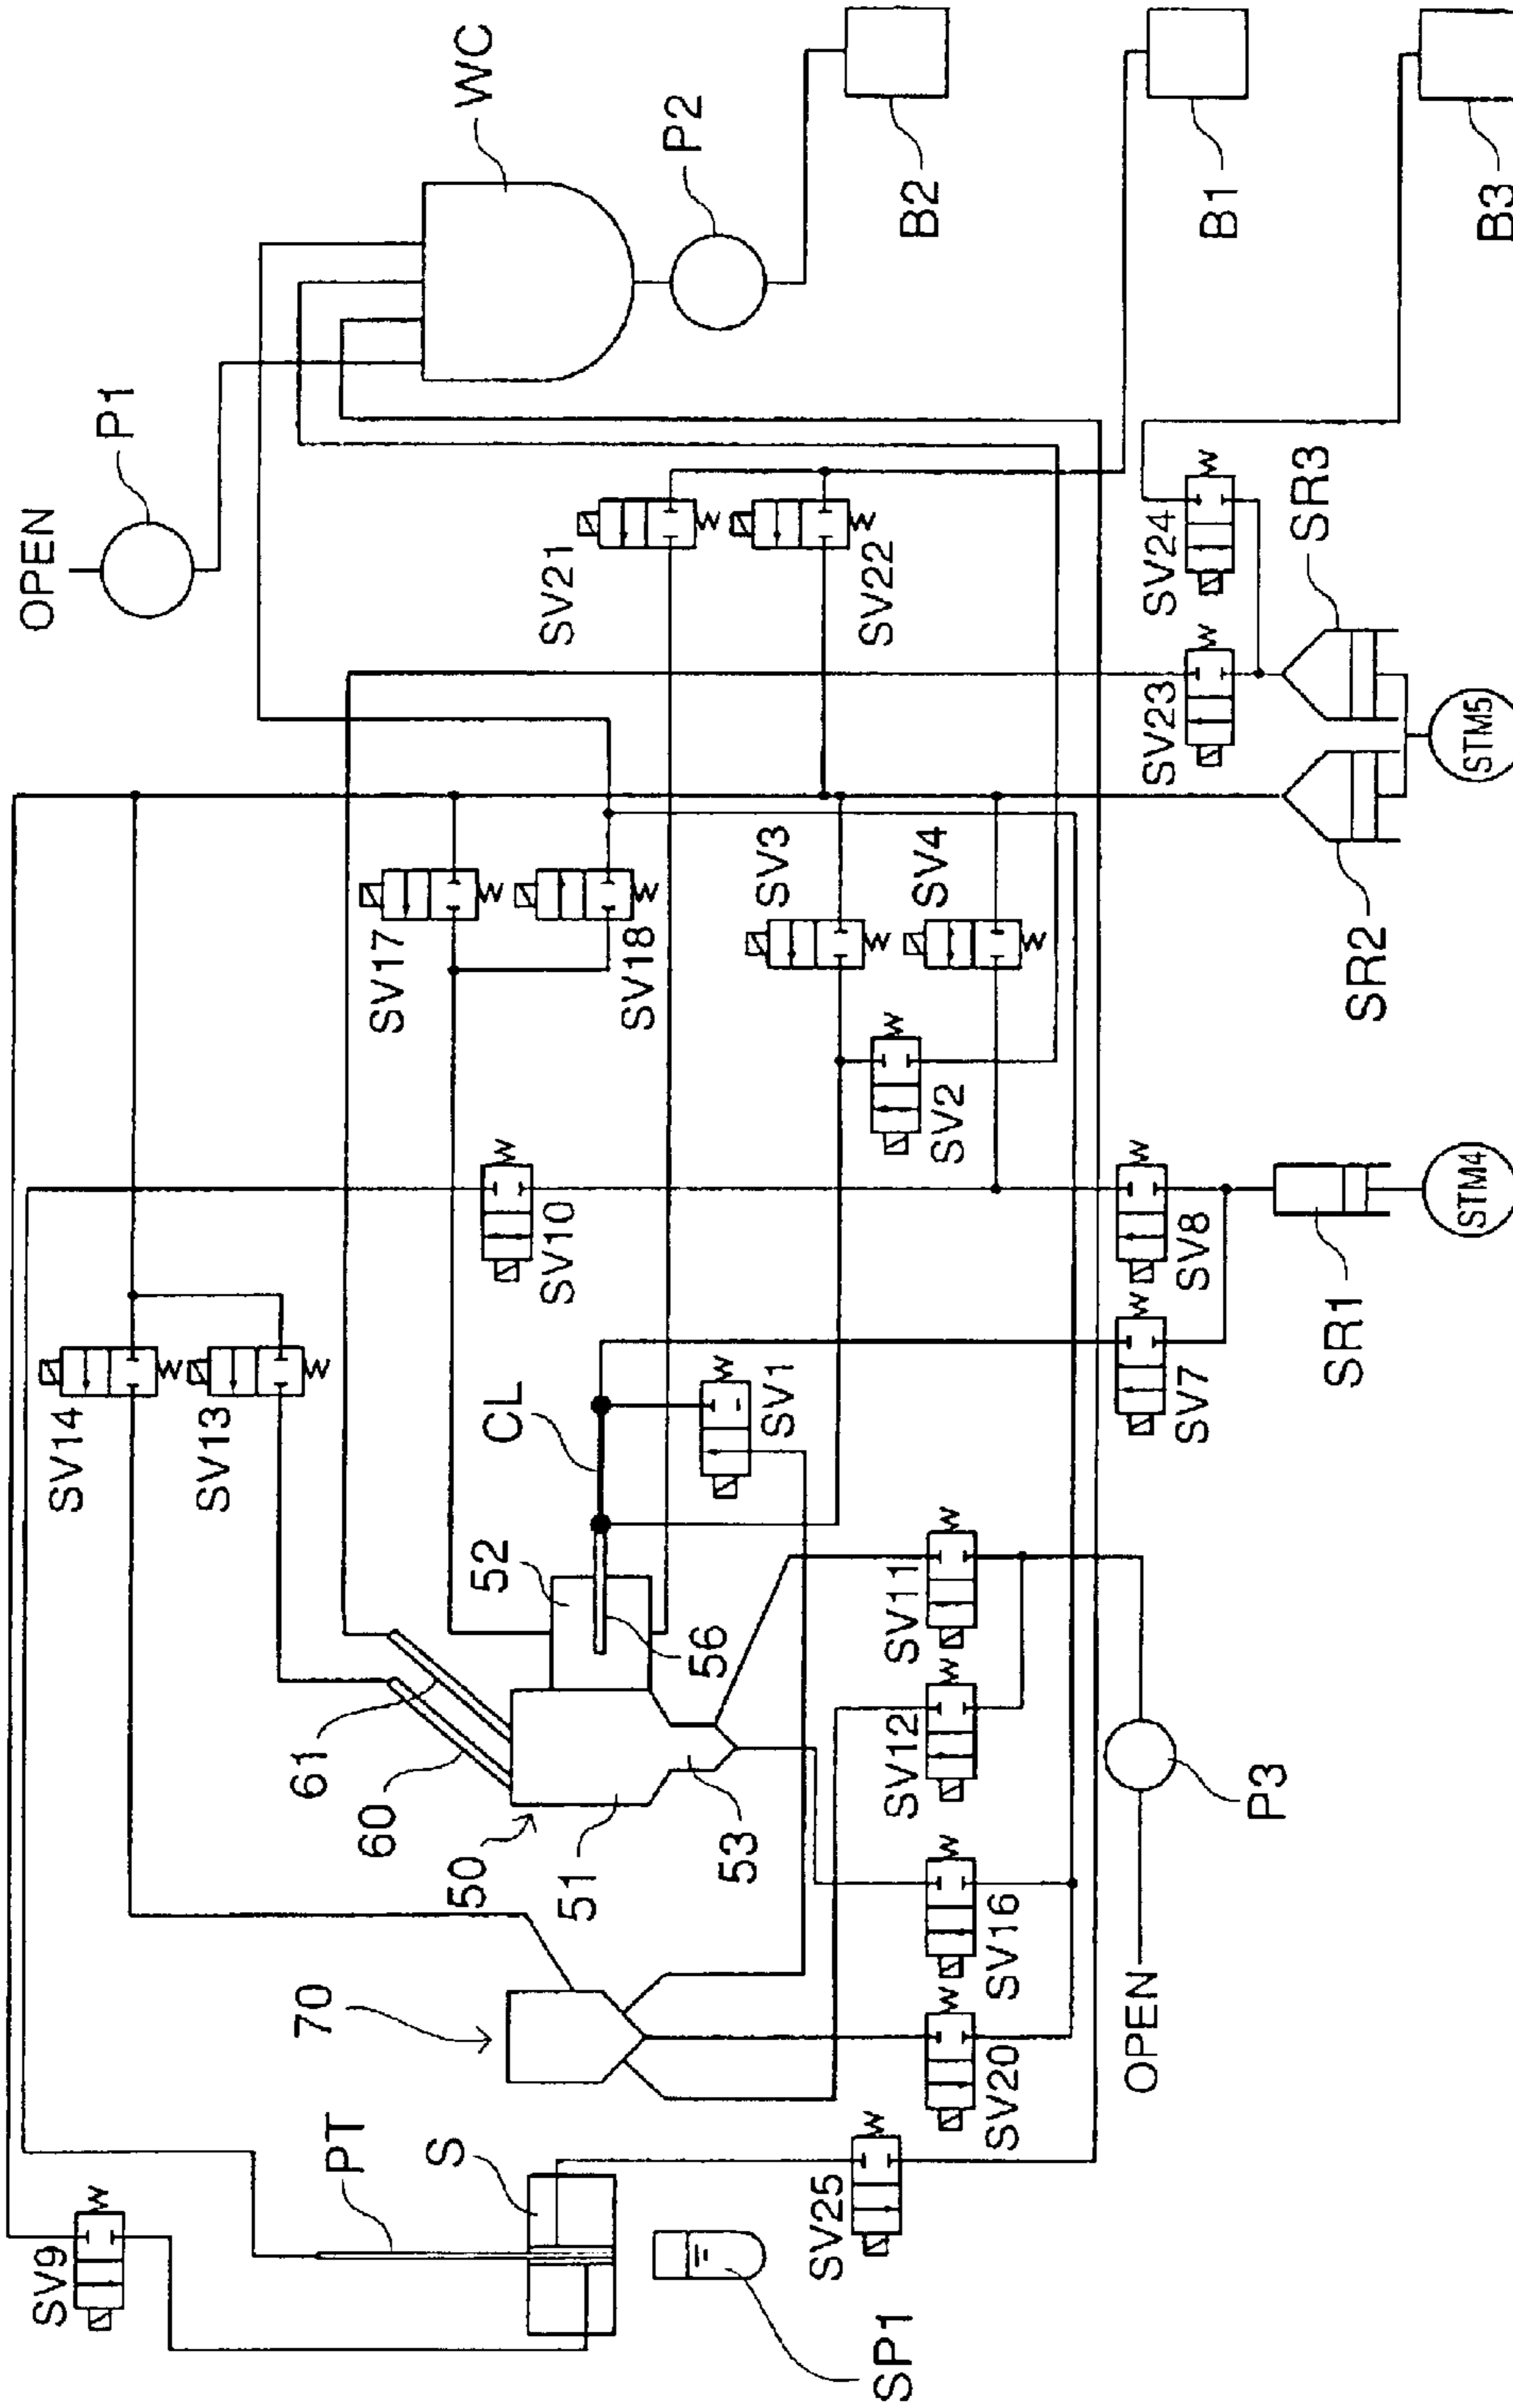 OPEN
P1
WC
P2
B2
B1
B3
SV21
SV22
SV24
SR3
SV23
STM5
SR2
SV17
SV18
SV3
SV4
SV2
SV10
SV8
STM4
SR1
SV7
SV14
SV13
CL
SV1
52
56
61
60
50
51
53
SV11
SV12
SV16
SV20
P3
OPEN
70
PT
S
SV9
SV25
SP1